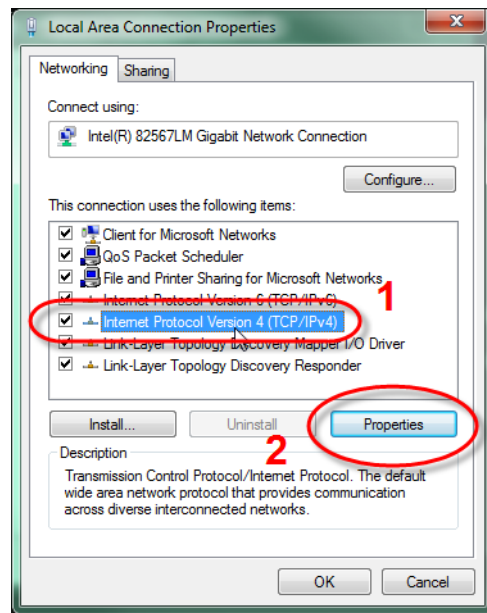 Local Area Connection Properties
Networking
Sharing
Connect using:
Intel(R) 82567LM Gigabit Network Connection
Configure...
This connection uses the following items:
Client for Microsoft Networks
QoS Packet Scheduler
File and Printer Sharing for Microsoft Networks
Internet Protocol Version 6 (TCP/IPv6)
1
Internet Protocol Version 4 (TCP/IPv4)
Link-Layer Topology Discovery Mapper I/O Driver
Link-Layer Topology Discovery Responder
Install...
Uninstall
Properties
2
Description
Transmission Control Protocol/Internet Protocol. The default
wide area network protocol that provides communication
across diverse interconnected networks.
OK
Cancel